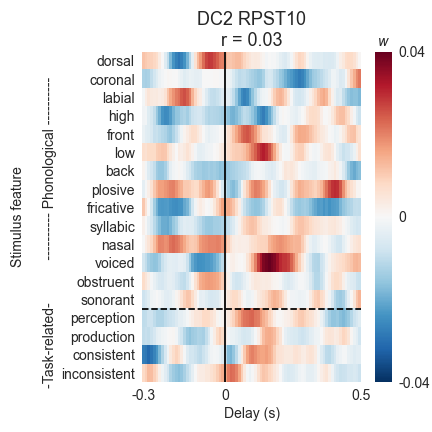 DC2 RPST10
r = 0.03
w
Stimulus feature
-Task-related- ----------- Phonological ----------
dorsal
coronal
labial
high
front
low
back
plosive
fricative
syllabic
nasal
voiced
obstruent
sonorant
perception
production
consistent
inconsistent
-0.3 0 0.5
Delay (s)
0.04
0
-0.04